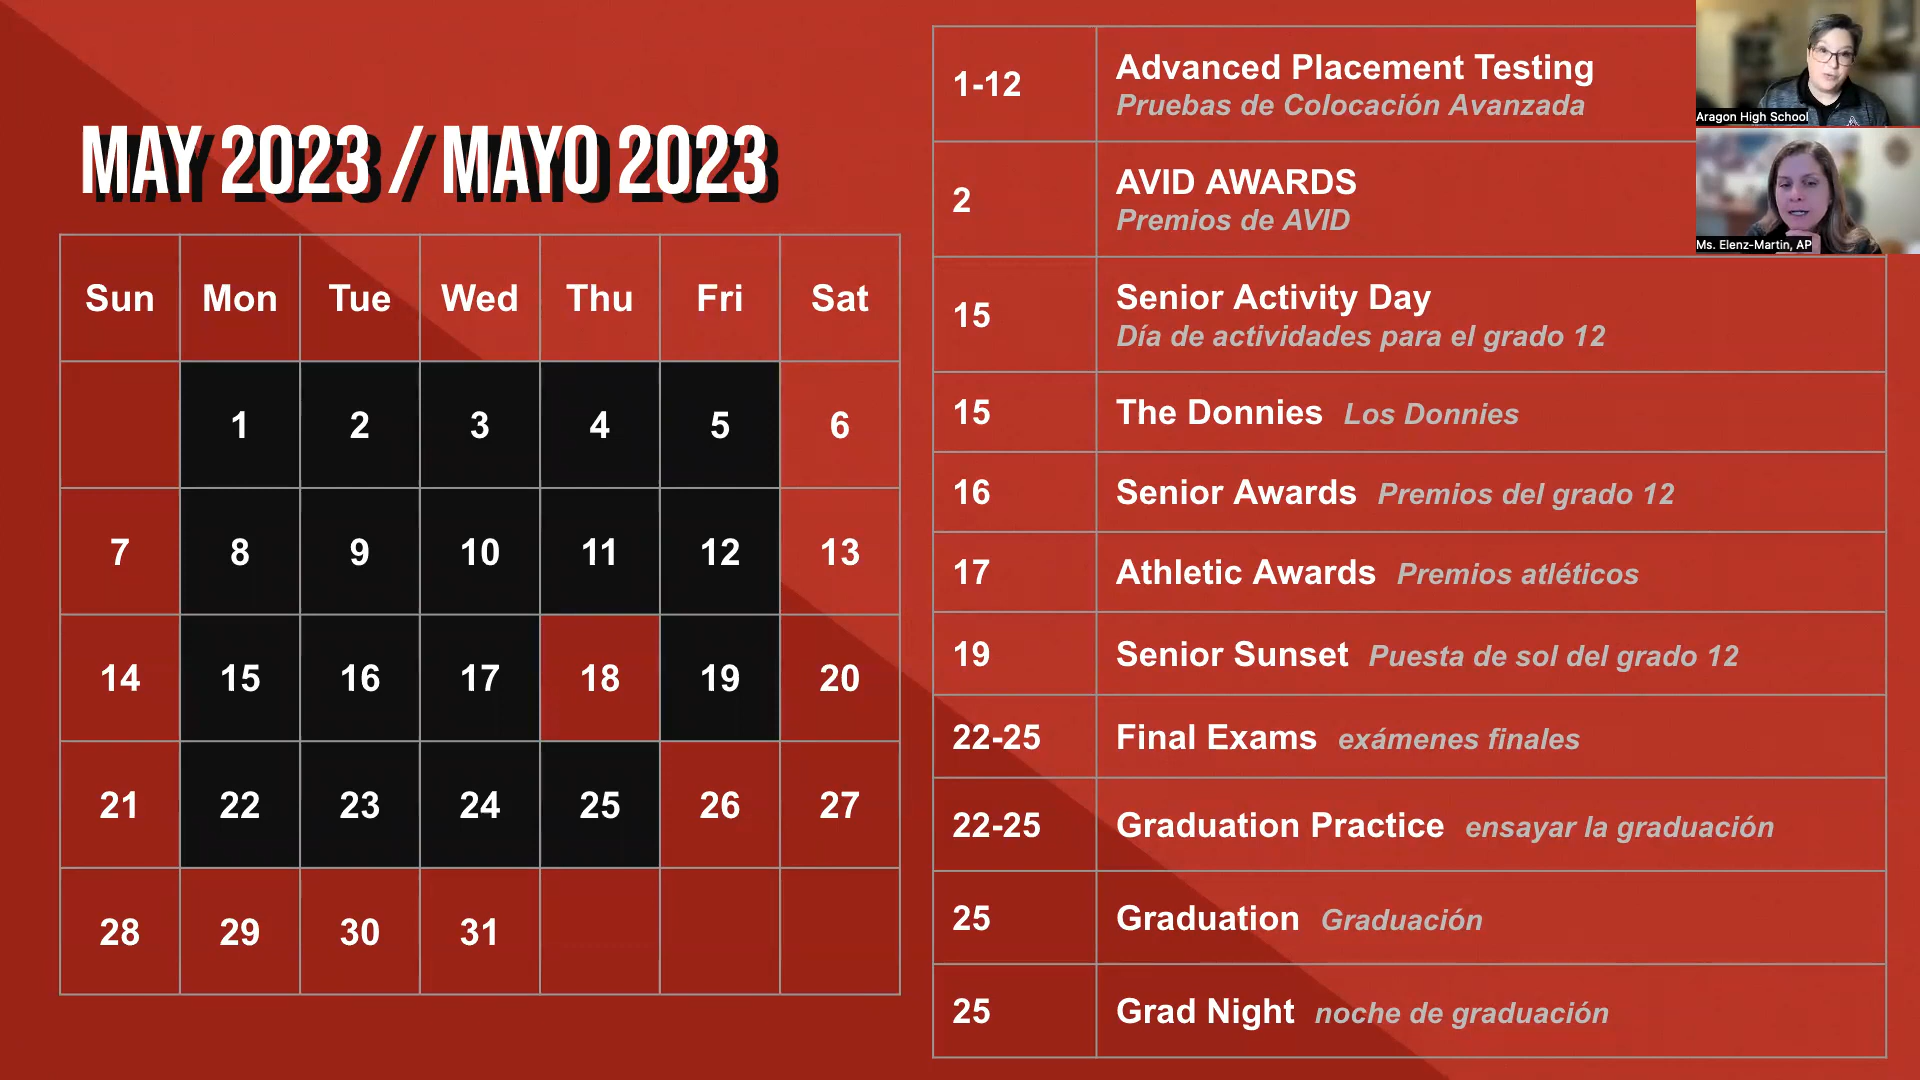 MAY 2023 / MAYO 2023
Sun Mon Tue Wed Thu Fri Sat
1 2 3 4 5 6
7 8 9 10 11 12 13
14 15 16 17 18 19 20
21 22 23 24 25 26 27
28 29 30 31
1-12 Advanced Placement Testing
Pruebas de Colocación Avanzada
2 AVID AWARDS
Premios de AVID
15 Senior Activity Day
Día de actividades para el grado 12
15 The Donnies Los Donnies
16 Senior Awards Premios del grado 12
17 Athletic Awards Premios atléticos
19 Senior Sunset Puesta de sol del grado 12
22-25 Final Exams exámenes finales
22-25 Graduation Practice ensayar la graduación
25 Graduation Graduación
25 Grad Night noche de graduación
Aragon High School
Ms. Elenz-Martin, AP